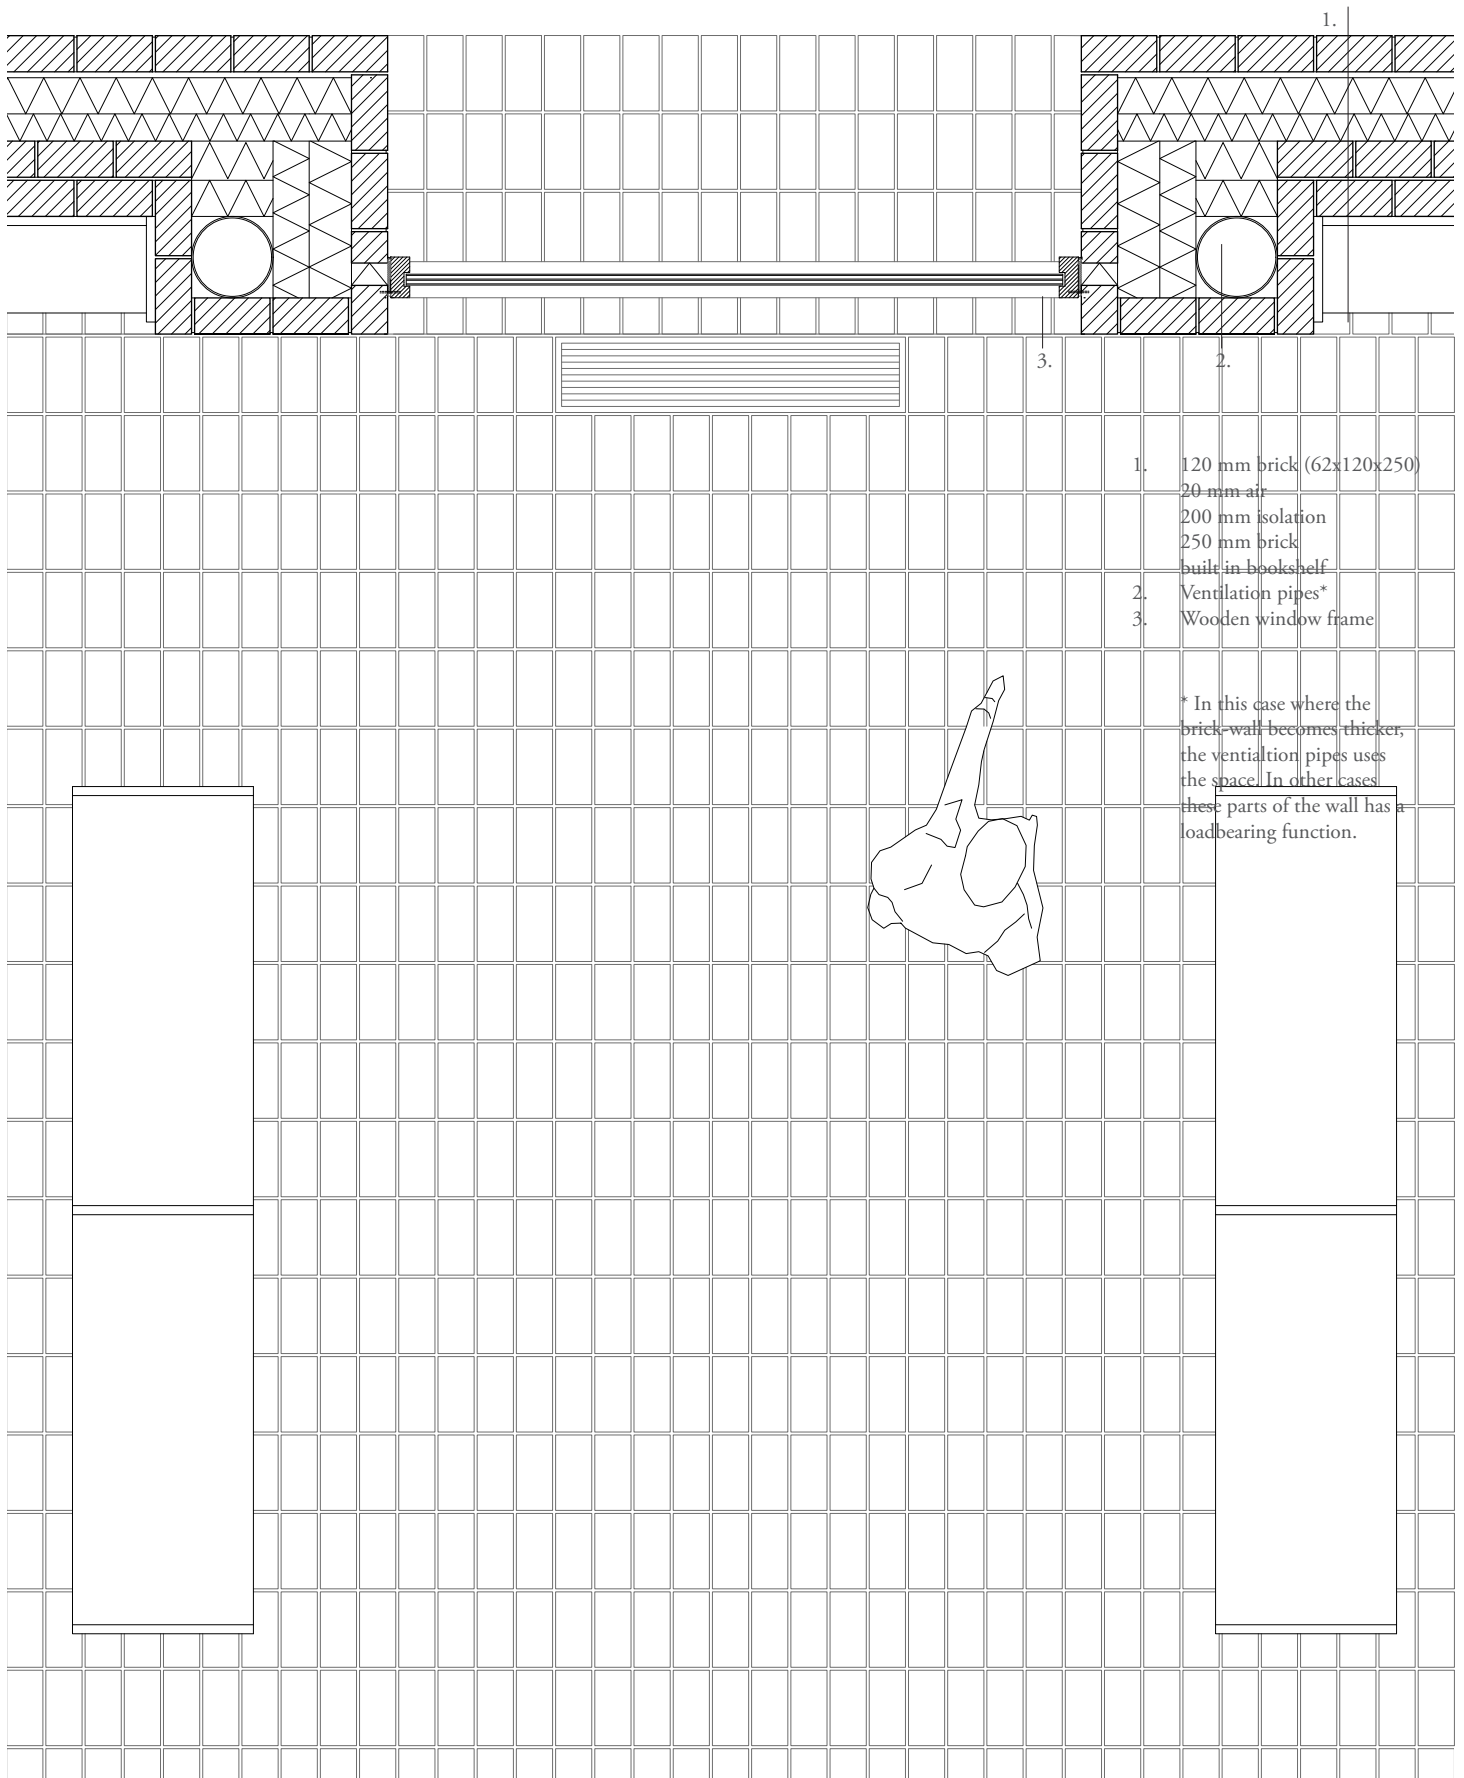 1.
3.
2.
1. 120 mm brick (62x120x250)
20 mm air
200 mm isolation
250 mm brick
built in bookshelf
2. Ventilation pipes*
3. Wooden window frame
* In this case where the
brick-wall becomes thicker,
the ventialtion pipes uses
the space. In other cases
these parts of the wall has a
loadbearing function.